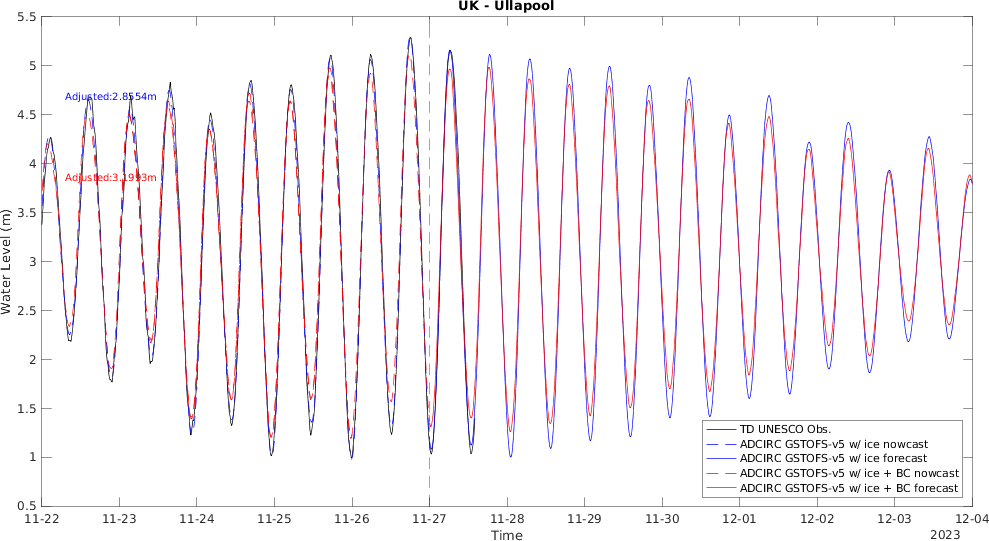 UK - Ullapool
5.5
5
4.5
4
3.5
3
2.5
2
1.5
1
0.5
Water Level (m)
Adjusted:2.8554m
Adjusted:3.1993m
TD UNESCO Obs.
ADCIRC GSTOFS-v5 w/ ice nowcast
ADCIRC GSTOFS-v5 w/ ice forecast
ADCIRC GSTOFS-v5 w/ ice + BC nowcast
ADCIRC GSTOFS-v5 w/ ice + BC forecast
11-22 11-23 11-24 11-25 11-26 11-27 11-28 11-29 11-30 12-01 12-02 12-03 12-04
Time
2023